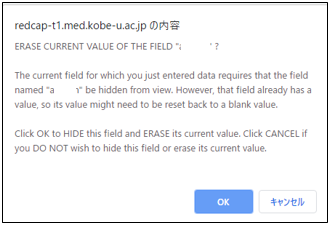 redcap-t1.med.kobe-u.ac.jp の内容
ERASE CURRENT VALUE OF THE FIELD "a ' ?
The current field for which you just entered data requires that the field
named "a ı" be hidden from view. However, that field already has a
value, so its value might need to be reset back to a blank value.
Click OK to HIDE this field and ERASE its current value. Click CANCEL if
you DO NOT wish to hide this field or erase its current value.
OK
キャンセル